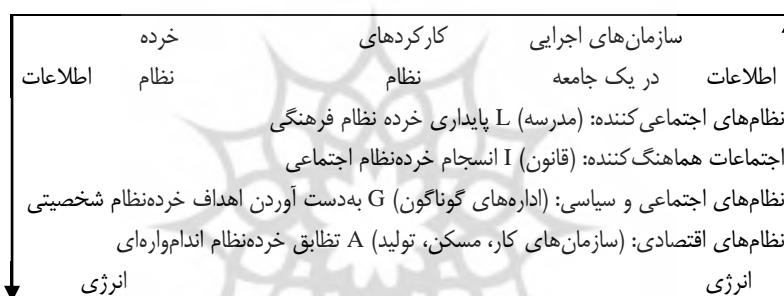 سازمان‌های اجرایی کارکردهای خرده
اطلاعات در یک جامعه نظام نظام اطلاعات
نظام‌های اجتماعی‌کننده: (مدرسه) L پایداری خرده نظام فرهنگی
اجتماعات هماهنگ‌کننده: (قانون) I انسجام خرده‌نظام اجتماعی
نظام‌های اجتماعی و سیاسی: (اداره‌های گوناگون) G به‌دست آوردن اهداف خرده‌نظام شخصیتی
نظام‌های اقتصادی: (سازمان‌های کار، مسکن، تولید) A تظابق خرده‌نظام اندام‌واره‌ای
انرژی انرژی